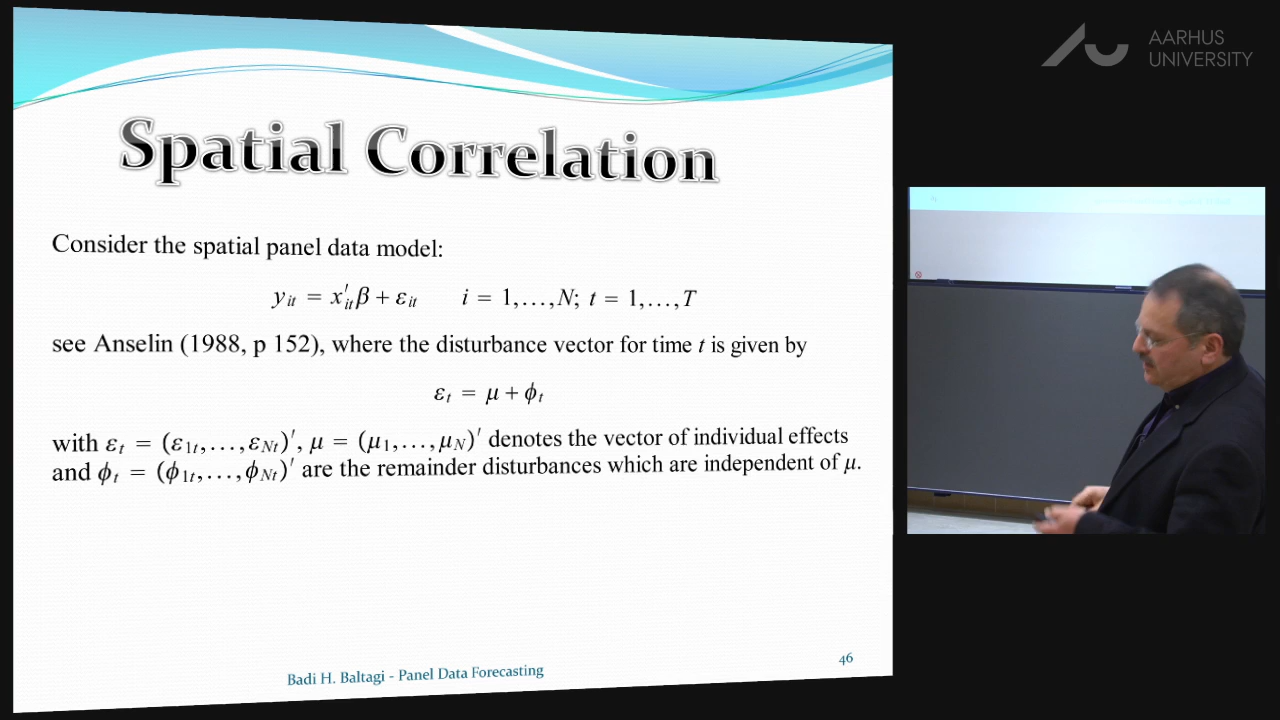 AARHUS
UNIVERSITY
Spatial Correlation
Consider the spatial panel data model:
y_it = x′_it β + ε_it    i = 1,…,N; t = 1,…,T
see Anselin (1988, p 152), where the disturbance vector for time t is given by
ε_t = μ + ϕ_t
with ε_t = (ε_1t,…,ε_Nt)′, μ = (μ_1,…,μ_N)′ denotes the vector of individual effects
and ϕ_t = (ϕ_1t,…,ϕ_Nt)′ are the remainder disturbances which are independent of μ.
Badi H. Baltagi - Panel Data Forecasting
46